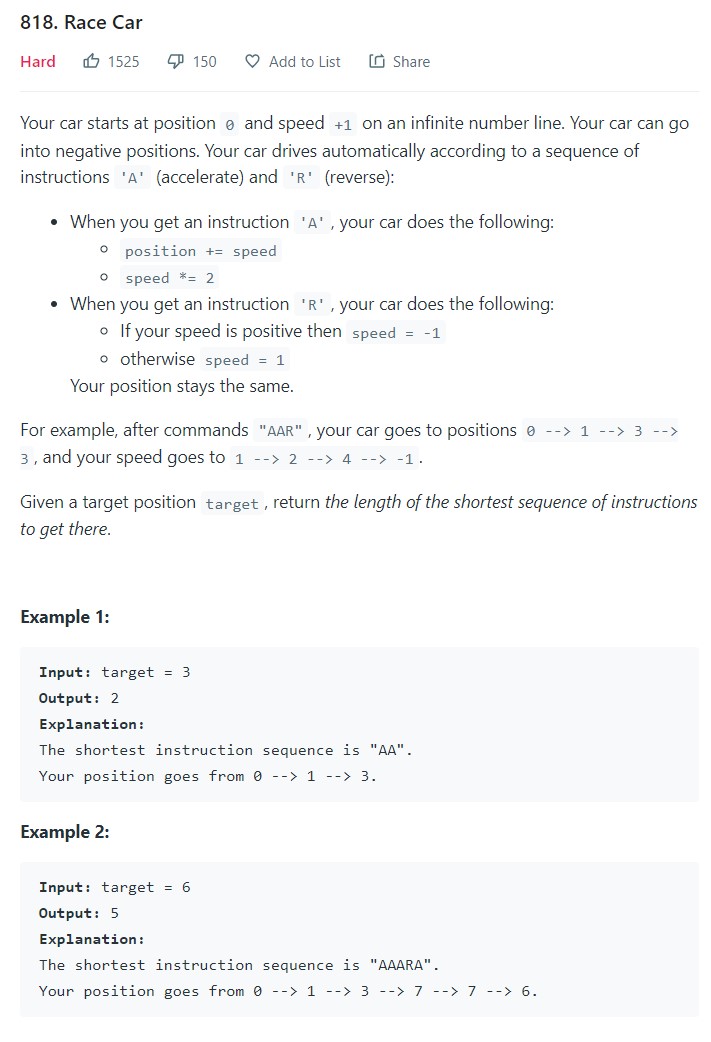 818. Race Car
Hard 1525 150 Add to List Share
Your car starts at position 0 and speed +1 on an infinite number line. Your car can go
into negative positions. Your car drives automatically according to a sequence of
instructions 'A' (accelerate) and 'R' (reverse):
• When you get an instruction 'A', your car does the following:
○ position += speed
○ speed *= 2
• When you get an instruction 'R', your car does the following:
○ If your speed is positive then speed = -1
○ otherwise speed = 1
Your position stays the same.
For example, after commands "AAR", your car goes to positions 0 --> 1 --> 3 -->
3, and your speed goes to 1 --> 2 --> 4 --> -1.
Given a target position target, return the length of the shortest sequence of instructions
to get there.
Example 1:
Input: target = 3
Output: 2
Explanation:
The shortest instruction sequence is "AA".
Your position goes from 0 --> 1 --> 3.
Example 2:
Input: target = 6
Output: 5
Explanation:
The shortest instruction sequence is "AAARA".
Your position goes from 0 --> 1 --> 3 --> 7 --> 7 --> 6.